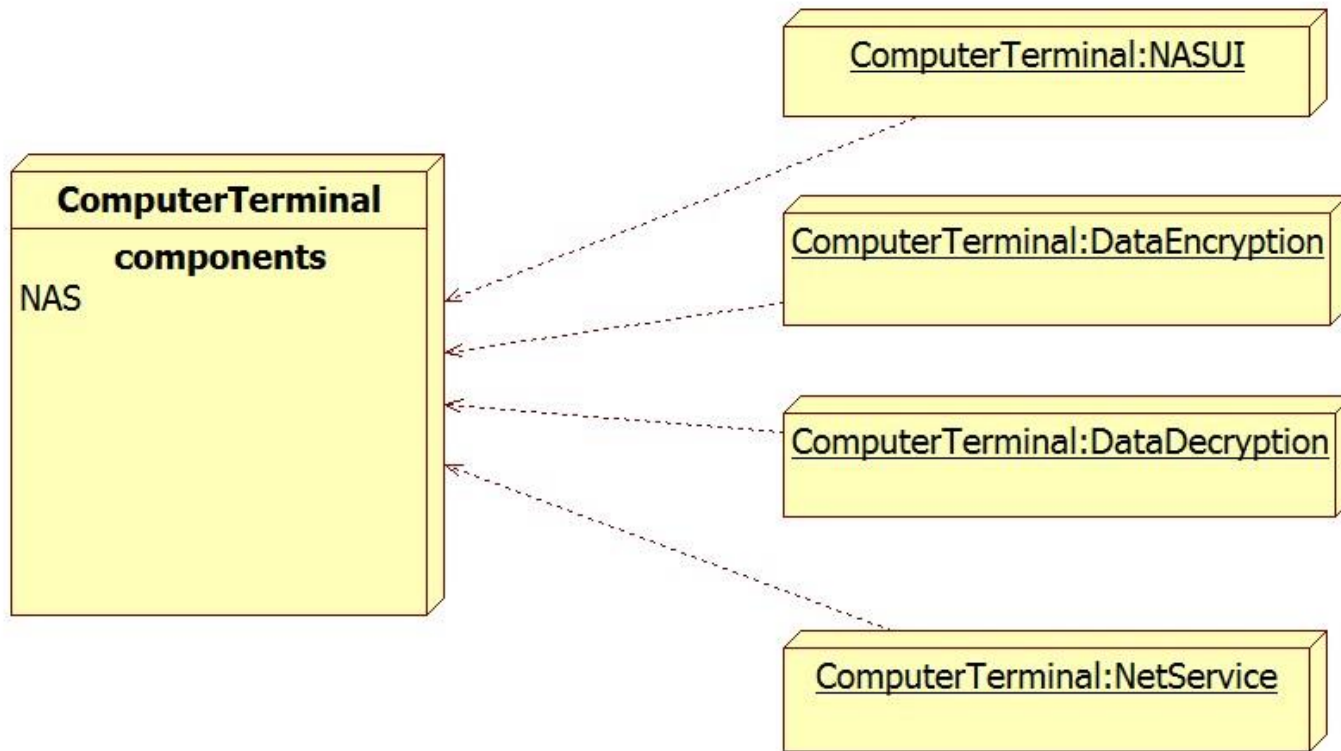 ComputerTerminal
components
NAS
ComputerTerminal:NASUI
ComputerTerminal:DataEncryption
ComputerTerminal:DataDecryption
ComputerTerminal:NetService